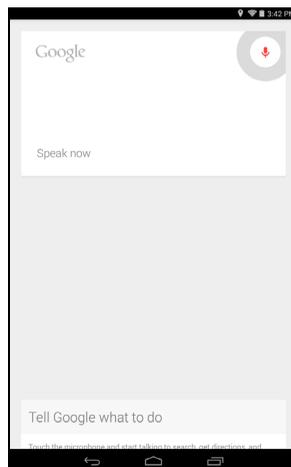 3:42 PM
Google
Speak now
Tell Google what to do
Touch the microphone and start talking to search, get directions, and